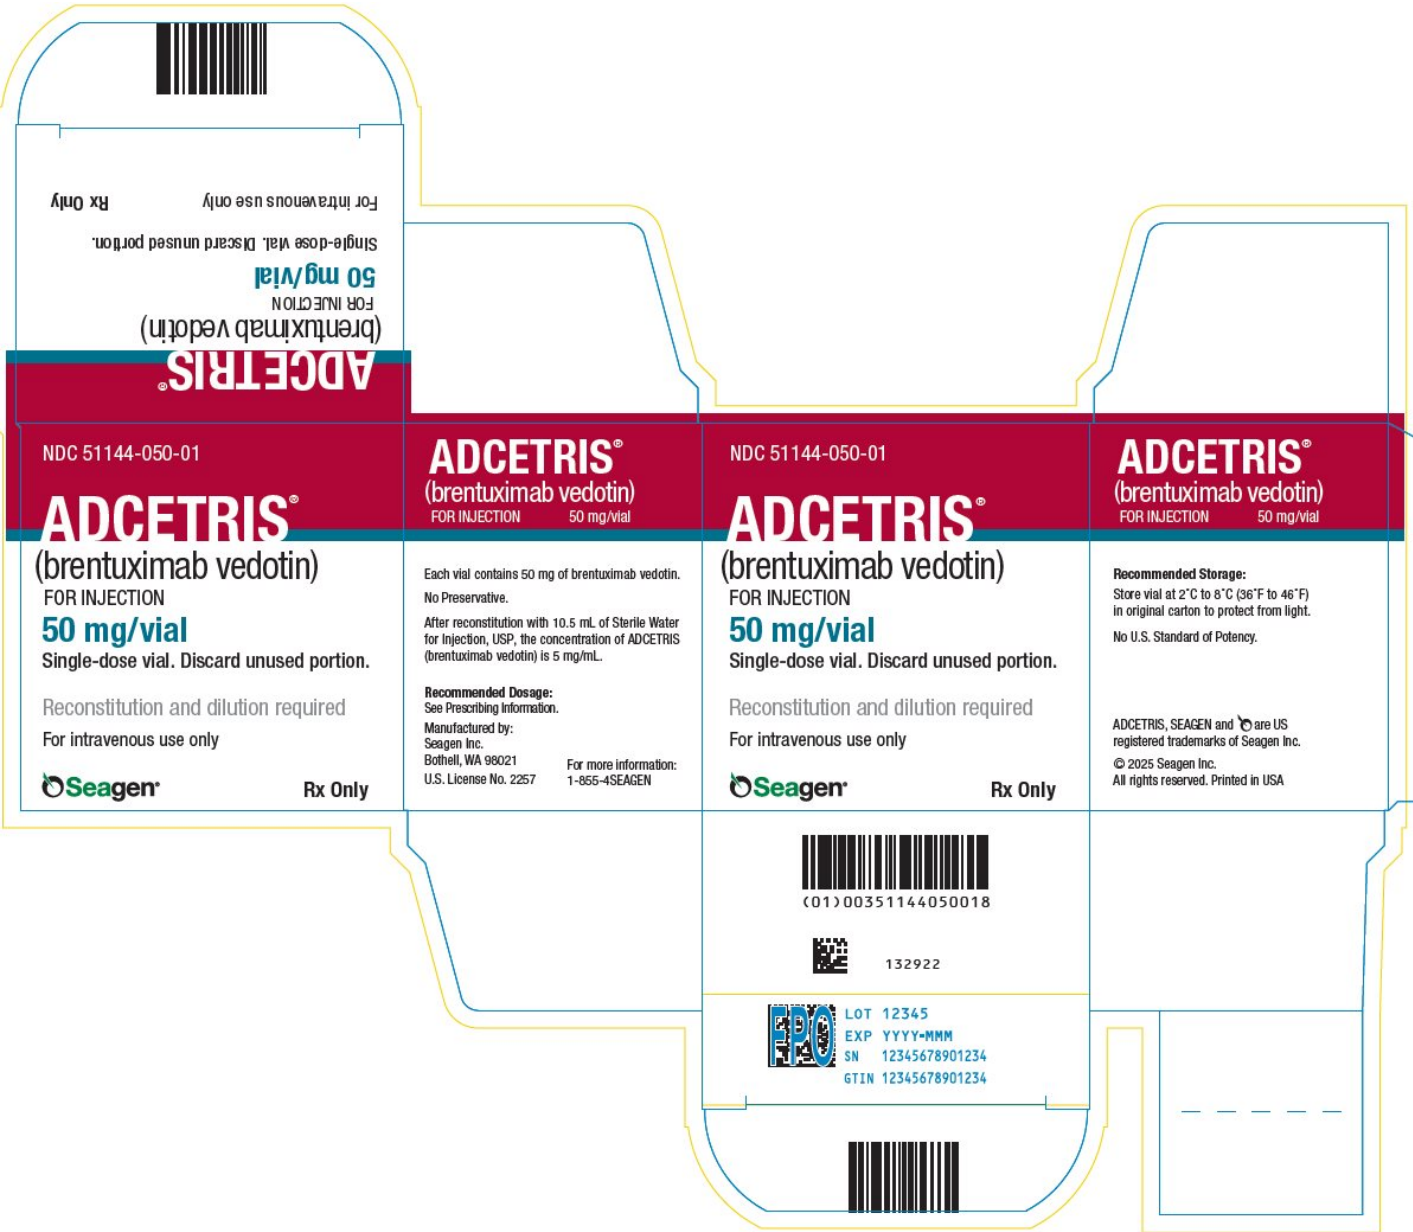 Rx Only
For intravenous use only
Single-dose vial. Discard unused portion.
50 mg/vial
FOR INJECTION
(brentuximab vedotin)
ADCETRIS®
NDC 51144-050-01
ADCETRIS®
(brentuximab vedotin)
FOR INJECTION
50 mg/vial
Single-dose vial. Discard unused portion.
Reconstitution and dilution required
For intravenous use only
Seagen®
Rx Only
ADCETRIS®
(brentuximab vedotin)
FOR INJECTION 50 mg/vial
Each vial contains 50 mg of brentuximab vedotin.
No Preservative.
After reconstitution with 10.5 mL of Sterile Water
for Injection, USP, the concentration of ADCETRIS
(brentuximab vedotin) is 5 mg/mL.
Recommended Dosage:
See Prescribing Information.
Manufactured by:
Seagen Inc.
Bothell, WA 98021
U.S. License No. 2257
For more information:
1-855-4SEAGEN
NDC 51144-050-01
ADCETRIS®
(brentuximab vedotin)
FOR INJECTION
50 mg/vial
Single-dose vial. Discard unused portion.
Reconstitution and dilution required
For intravenous use only
Seagen®
Rx Only
ADCETRIS®
(brentuximab vedotin)
FOR INJECTION 50 mg/vial
Recommended Storage:
Store vial at 2˚C to 8˚C (36˚F to 46˚F)
in original carton to protect from light.
No U.S. Standard of Potency.
ADCETRIS, SEAGEN and are US
registered trademarks of Seagen Inc.
© 2025 Seagen Inc.
All rights reserved. Printed in USA
(01)00351144050018
132922
FPO
LOT 12345
EXP YYYY-MMM
SN 12345678901234
GTIN 12345678901234